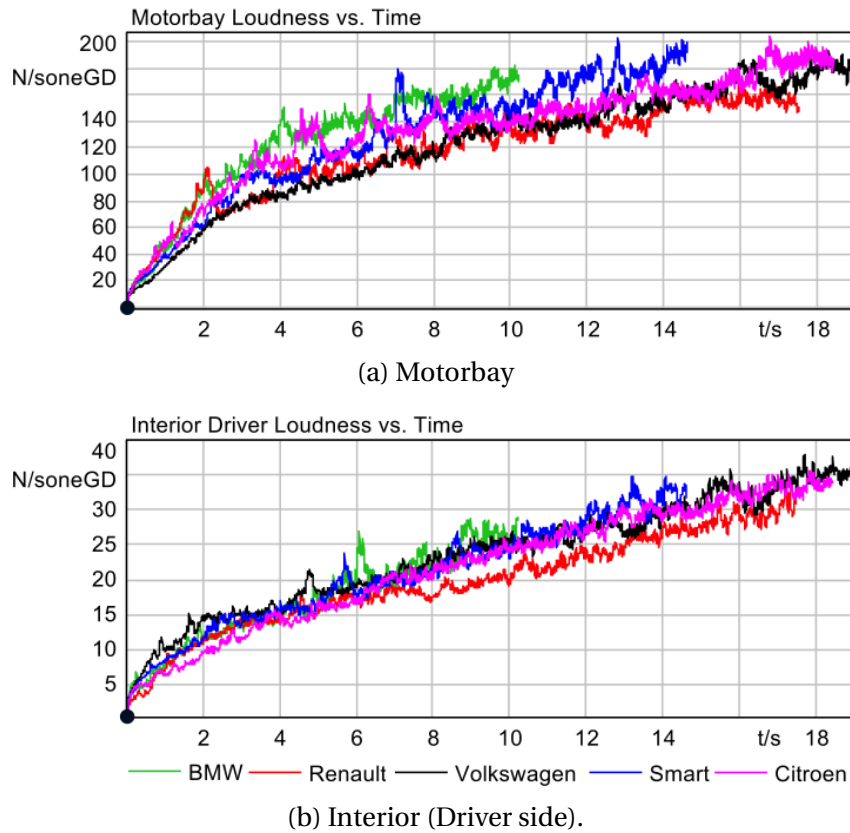 Motorbay Loudness vs. Time
200
N/soneGD
140
120
100
80
60
40
20
2 4 6 8 10 12 14 t/s 18
(a) Motorbay
Interior Driver Loudness vs. Time
40
N/soneGD
30
25
20
15
10
5
2 4 6 8 10 12 14 t/s 18
BMW Renault Volkswagen Smart Citroen
(b) Interior (Driver side).